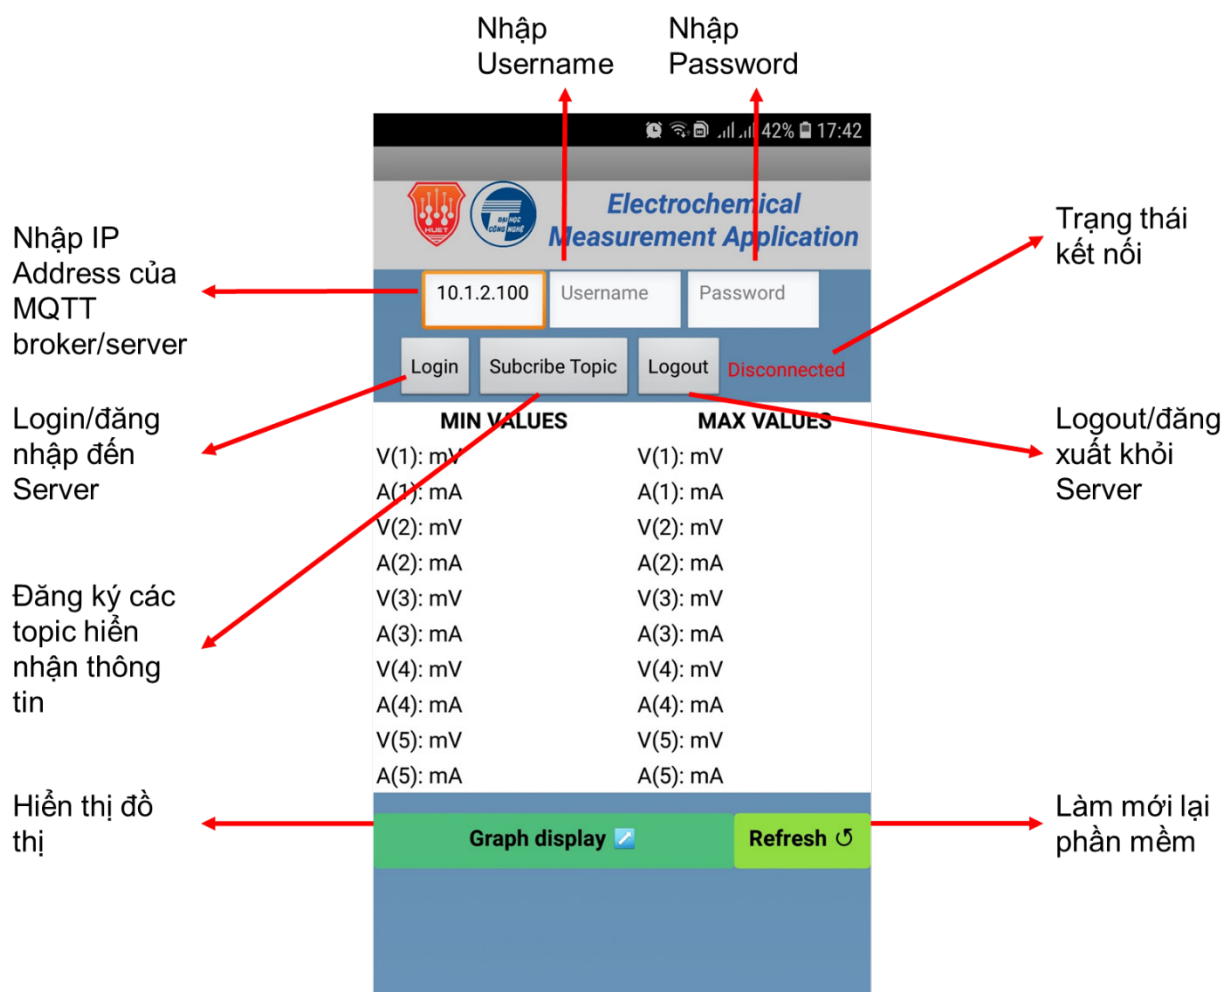 Nhập
Username
Nhập
Password
42% 17:42
HUET
ĐẠI HỌC
CÔNG NGHỆ
Electrochemical
Measurement Application
Nhập IP
Address của
MQTT
broker/server
Trạng thái
kết nối
10.1.2.100 Username Password
Login Subcribe Topic Logout Disconnected
Login/đăng
nhập đến
Server
Logout/đăng
xuất khỏi
Server
MIN VALUES MAX VALUES
V(1): mV V(1): mV
A(1): mA A(1): mA
V(2): mV V(2): mV
A(2): mA A(2): mA
V(3): mV V(3): mV
A(3): mA A(3): mA
V(4): mV V(4): mV
A(4): mA A(4): mA
V(5): mV V(5): mV
A(5): mA A(5): mA
Đăng ký các
topic hiển
nhận thông
tin
Hiển thị đồ
thị
Graph display Refresh ↺
Làm mới lại
phần mềm